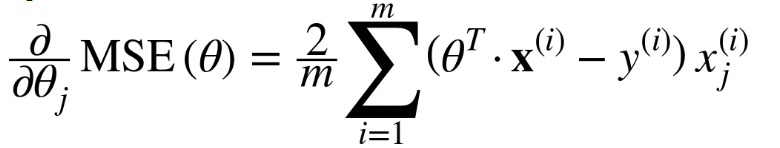 ∂/∂θ_j MSE (θ) = 2/m ∑_{i=1}^{m} (θ^T · x^(i) − y^(i)) x_j^(i)